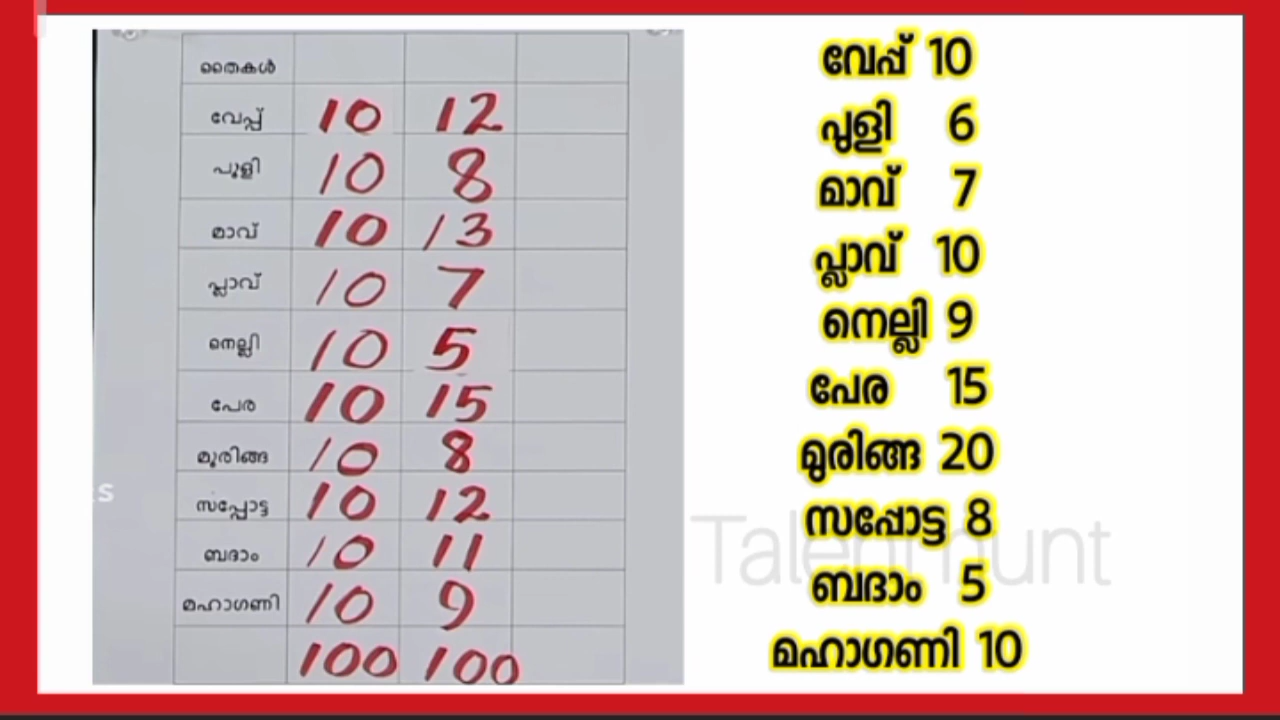 തൈകൾ
വേപ്പ് 10 12
പുളി 10 8
മാവ് 10 13
പ്ലാവ് 10 7
നെല്ലി 10 5
പേര 10 15
മുരിങ്ങ 10 8
സപ്പോട്ട 10 12
ബദാം 10 11
മഹാഗണി 10 9
100 100
s
വേപ്പ് 10
പുളി 6
മാവ് 7
പ്ലാവ് 10
നെല്ലി 9
പേര 15
മുരിങ്ങ 20
സപ്പോട്ട 8
ബദാം 5
മഹാഗണി 10